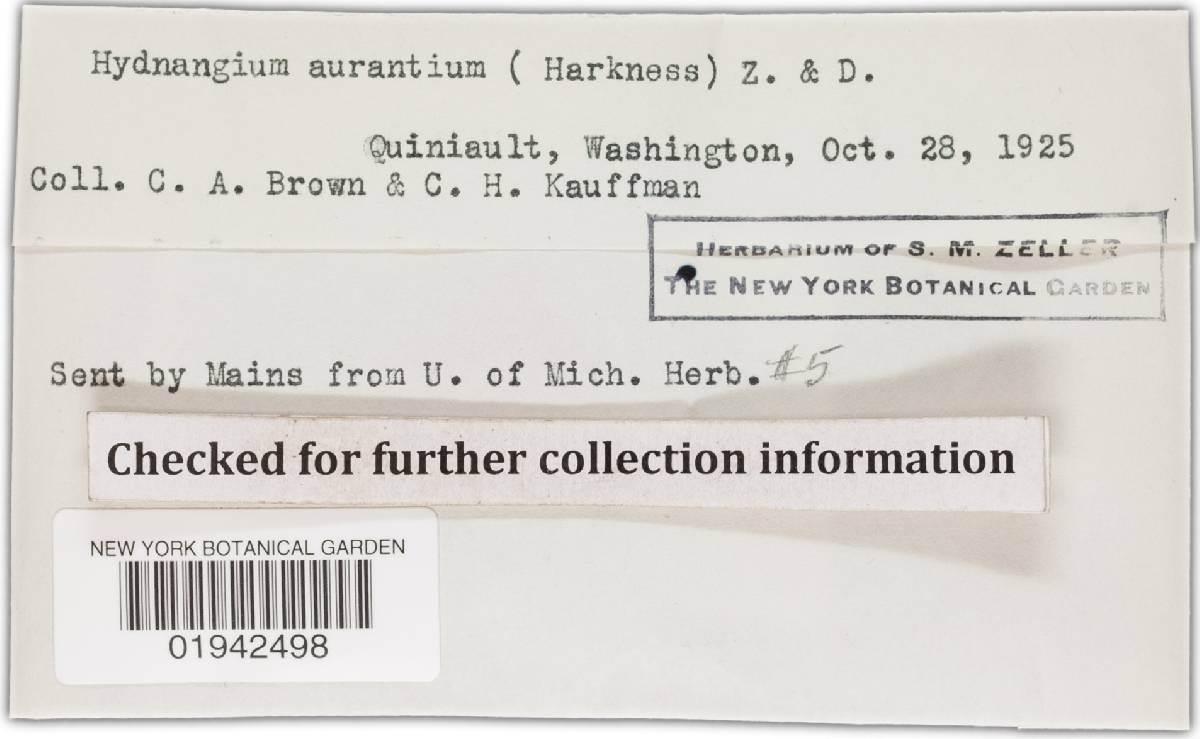 Hydnangium aurantium ( Harkness) Z. & D.
Quiniault, Washington, Oct. 28, 1925
Coll. C. A. Brown & C. H. Kauffman
HERBARIUM OF S. M. ZELLER
THE NEW YORK BOTANICAL GARDEN
Sent by Mains from U. of Mich. Herb. #5
Checked for further collection information
NEW YORK BOTANICAL GARDEN
01942498